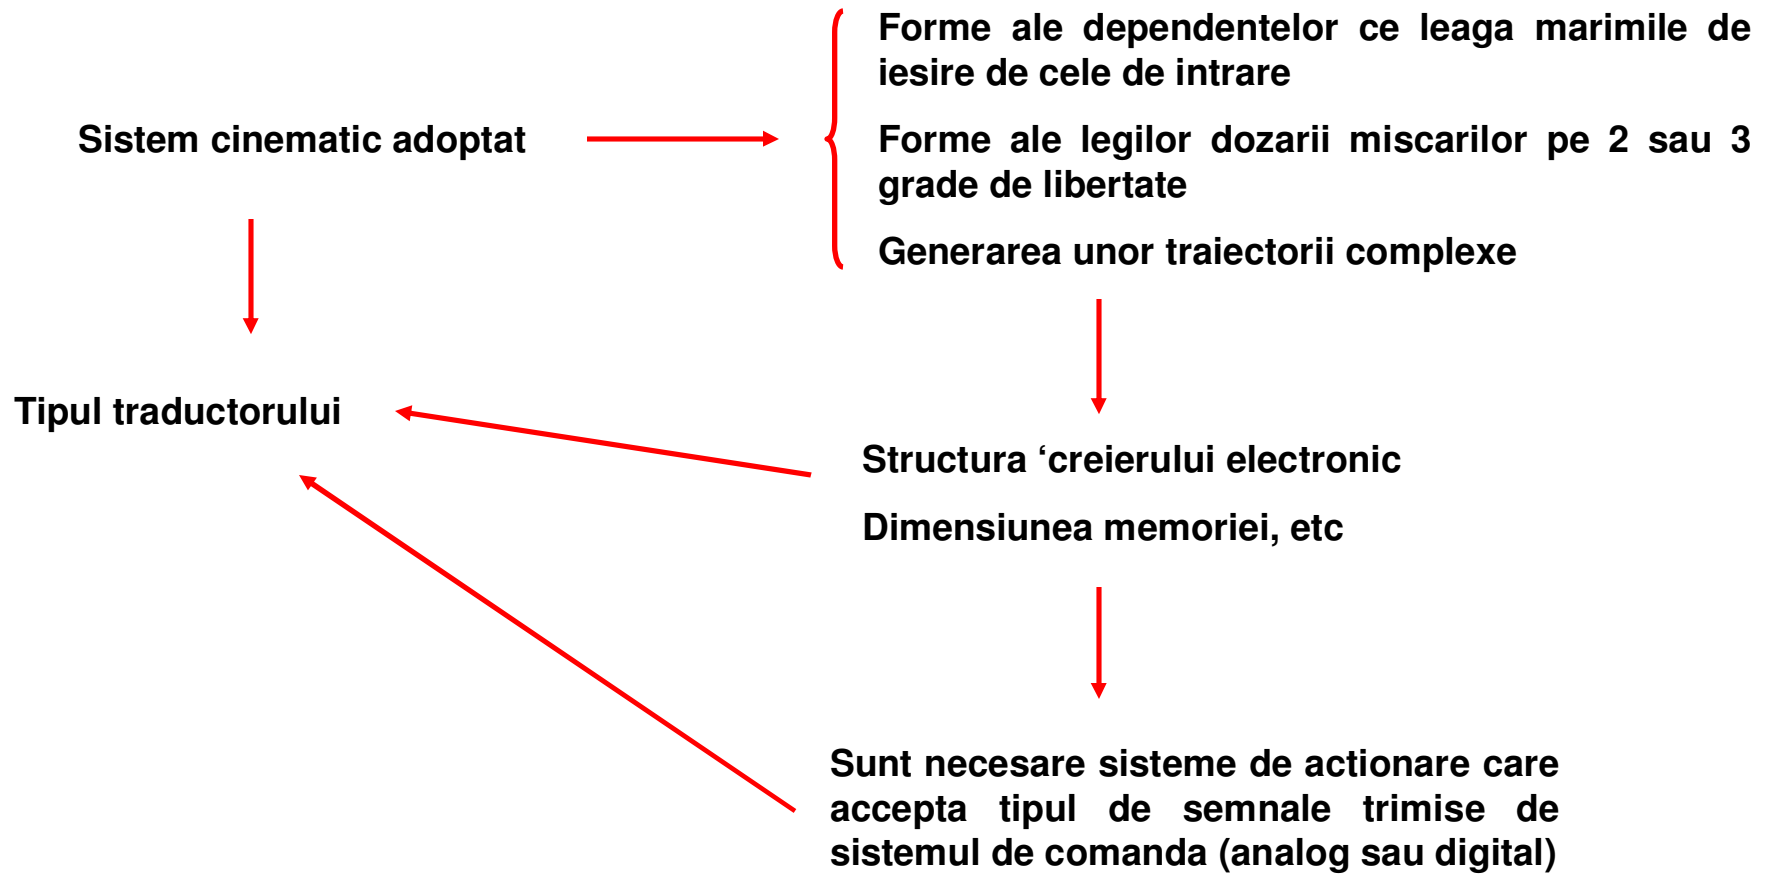 Forme ale dependentelor ce leaga marimile de
iesire de cele de intrare
Sistem cinematic adoptat
Forme ale legilor dozarii miscarilor pe 2 sau 3
grade de libertate
Generarea unor traiectorii complexe
Tipul traductorului
Structura ‘creierului electronic
Dimensiunea memoriei, etc
Sunt necesare sisteme de actionare care
accepta tipul de semnale trimise de
sistemul de comanda (analog sau digital)